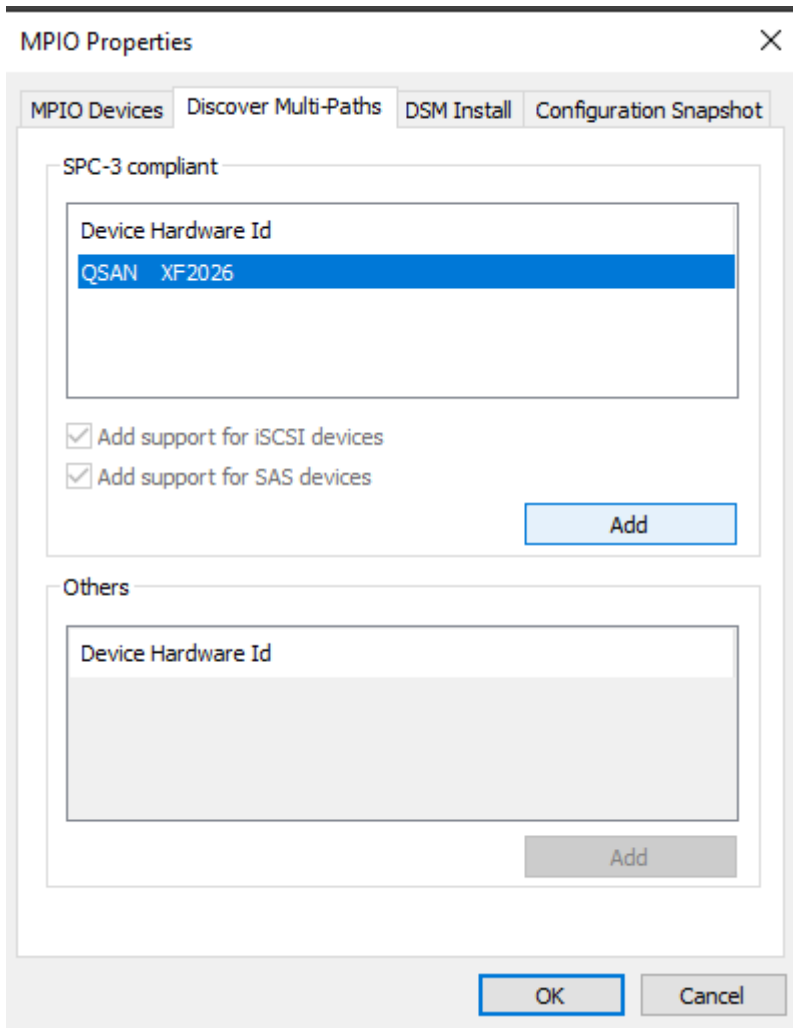 MPIO Properties
MPIO Devices Discover Multi-Paths DSM Install Configuration Snapshot
SPC-3 compliant
Device Hardware Id
QSAN XF2026
Add support for iSCSI devices
Add support for SAS devices
Add
Others
Device Hardware Id
Add
OK Cancel